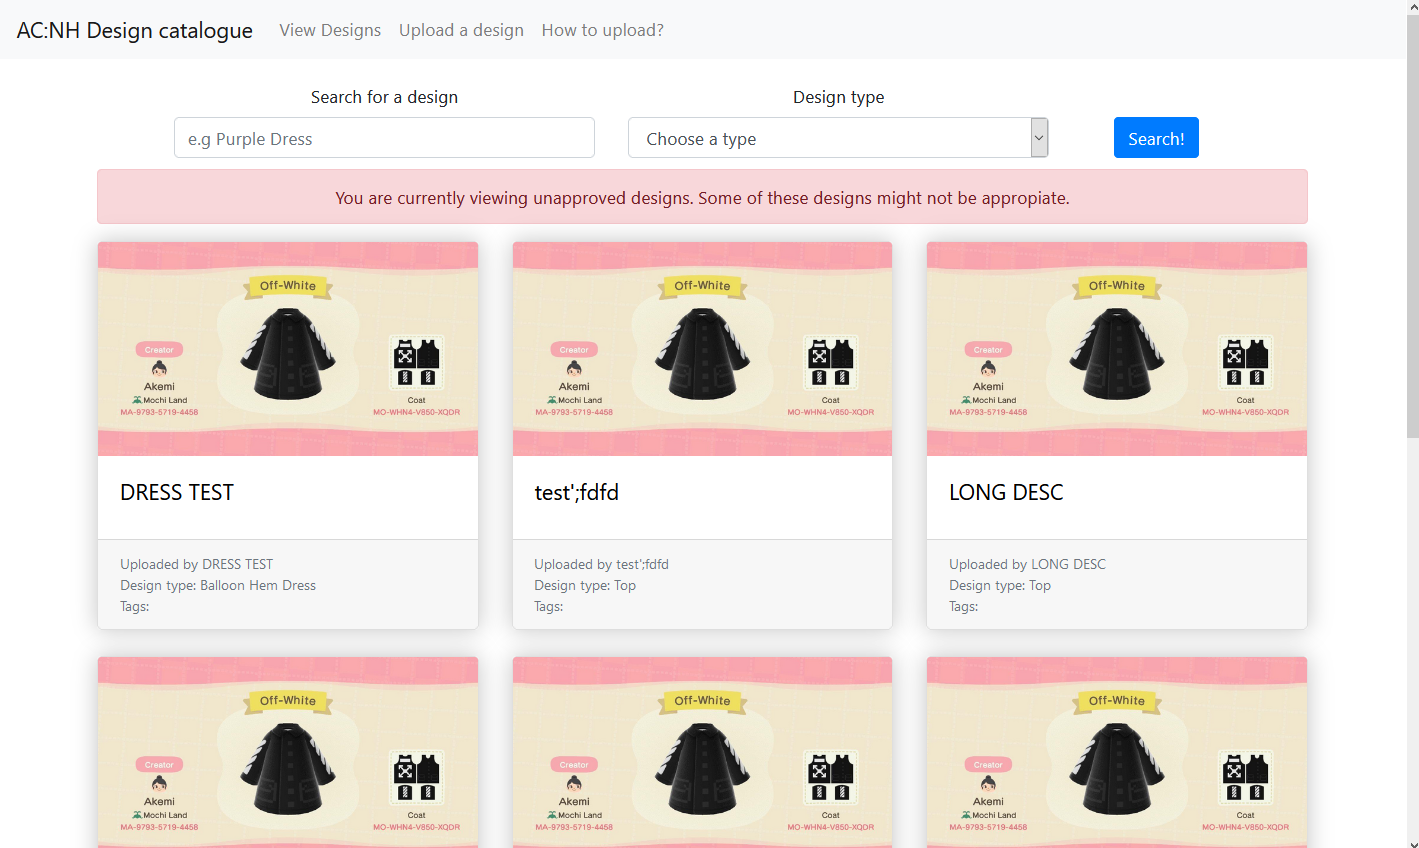 AC:NH Design catalogue View Designs Upload a design How to upload?
Search for a design Design type
e.g Purple Dress Choose a type Search!
You are currently viewing unapproved designs. Some of these designs might not be appropiate.
Off-White
Creator
Akemi
Mochi Land
MA-9793-5719-4458
Coat
MO-WHN4-V850-XQDR
DRESS TEST
Uploaded by DRESS TEST
Design type: Balloon Hem Dress
Tags:
Off-White
Creator
Akemi
Mochi Land
MA-9793-5719-4458
Coat
MO-WHN4-V850-XQDR
test';fdfd
Uploaded by test';fdfd
Design type: Top
Tags:
Off-White
Creator
Akemi
Mochi Land
MA-9793-5719-4458
Coat
MO-WHN4-V850-XQDR
LONG DESC
Uploaded by LONG DESC
Design type: Top
Tags:
Off-White
Creator
Akemi
Mochi Land
MA-9793-5719-4458
Coat
MO-WHN4-V850-XQDR
Off-White
Creator
Akemi
Mochi Land
MA-9793-5719-4458
Coat
MO-WHN4-V850-XQDR
Off-White
Creator
Akemi
Mochi Land
MA-9793-5719-4458
Coat
MO-WHN4-V850-XQDR